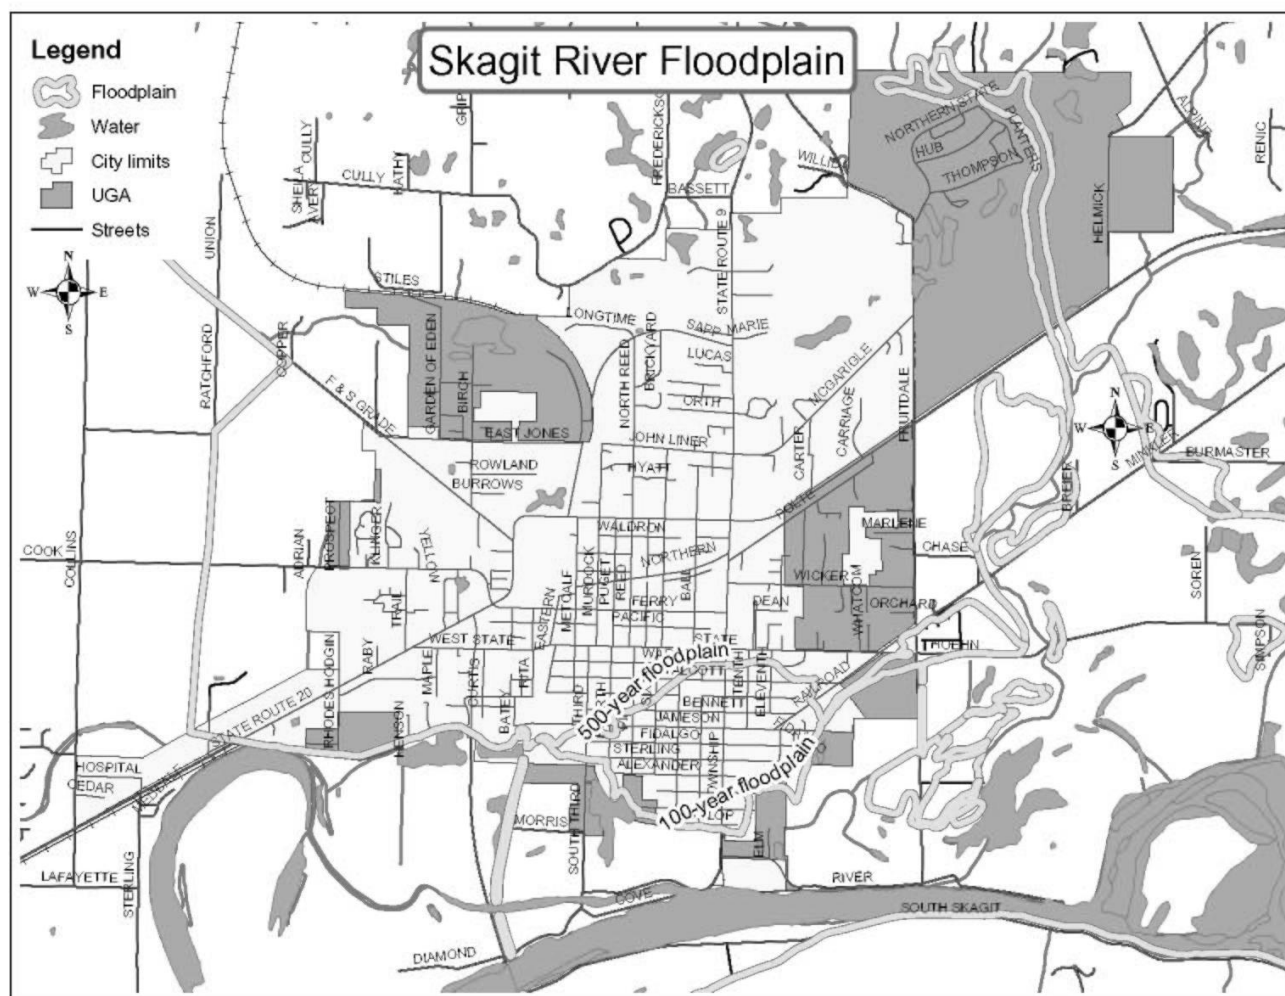 Skagit River Floodplain
Legend
Floodplain
Water
City limits
UGA
Streets
N
W E
S
N
W E
S
SHEILA
CULLY
AVERY
CULLY
KATHY
UNION
STILES
BASSETT
STATE ROUTE 9
NORTHERN STATE
HUB
THOMPSON
PLANTERS
HELMICK
ALPINE
RENIC
RATCHFORD
COPPER
F & S GRADE
GARDEN OF EDEN
BIRCH
EAST JONES
LONGTIME
NORTH REED
BRICKYARD
SAPP
MARIE
LUCAS
ORTH
JOHN LINER
HYATT
MCGARIGLE
CARTER
CARRIAGE
FRUITDALE
MINKLER
BURMASTER
BREIER
ROWLAND
BURROWS
COOK
COLLINS
ADRIAN
PROSPECT
KLINGER
YELLOW
TRAIL
WALDRON
NORTHERN
POLTE
MARLENE
CHASE
WICKER
WHATCOM
ORCHARD
DEAN
SOREN
SIMPSON
METCALF
MURDOCK
PUGET
REED
BALL
FERRY
PACIFIC
EASTERN
STATE
WEST STATE
RHODES
HODGIN
RABY
MAPLE
CURTIS
RITA
BATEY
THIRD
TENTH
ELEVENTH
RAILROAD
BENNETT
JAMESON
FIDALGO
STERLING
ALEXANDER
500-year floodplain
100-year floodplain
STATE ROUTE 20
HENSON
HOSPITAL
CEDAR
STERLING
LAFAYETTE
MORRIS
SOUTH THIRD
ELM
COVE
RIVER
SOUTH SKAGIT
DIAMOND